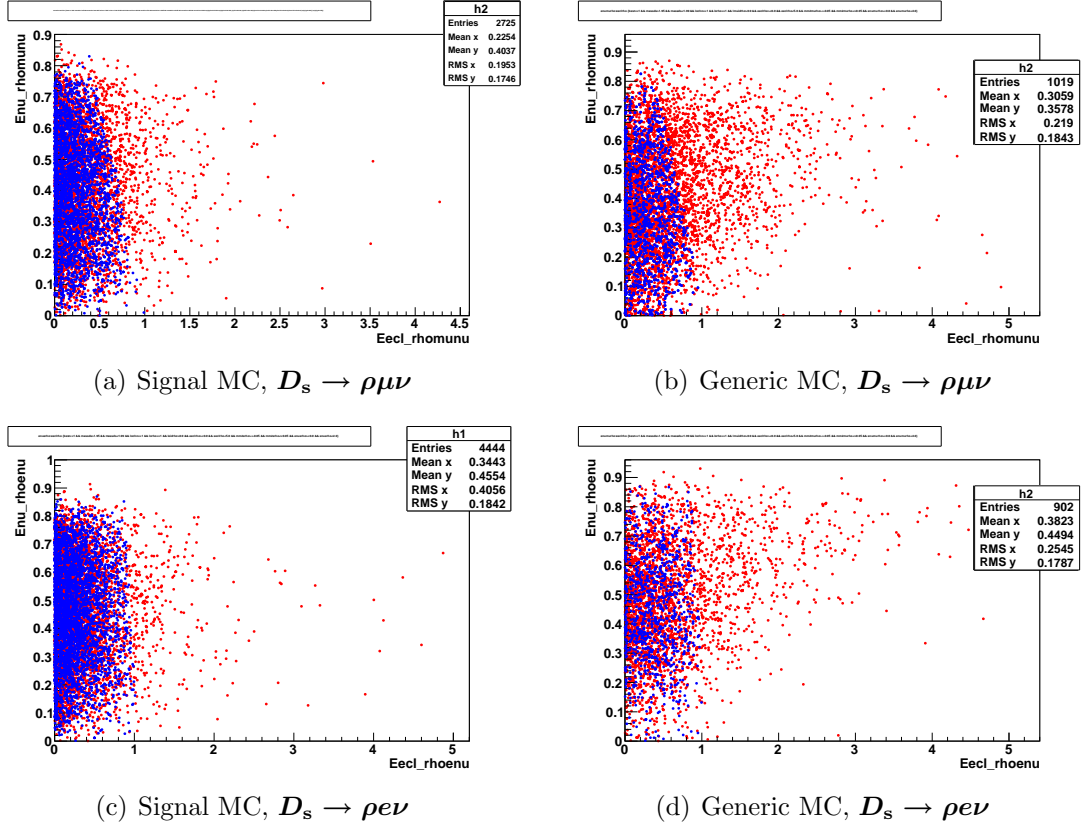 h2
Entries 2725
Mean x 0.2254
Mean y 0.4037
RMS x 0.1953
RMS y 0.1746
Enu_rhomunu
0.9
0.8
0.7
0.6
0.5
0.4
0.3
0.2
0.1
0
0 0.5 1 1.5 2 2.5 3 3.5 4 4.5
Eecl_rhomunu
(a) Signal MC, D_s → ρμν
h2
Entries 1019
Mean x 0.3059
Mean y 0.3578
RMS x 0.219
RMS y 0.1843
Enu_rhomunu
0.9
0.8
0.7
0.6
0.5
0.4
0.3
0.2
0.1
0
0 1 2 3 4 5
Eecl_rhomunu
(b) Generic MC, D_s → ρμν
h1
Entries 4444
Mean x 0.3443
Mean y 0.4554
RMS x 0.4056
RMS y 0.1842
Enu_rhoenu
1
0.9
0.8
0.7
0.6
0.5
0.4
0.3
0.2
0.1
0
0 1 2 3 4 5
Eecl_rhoenu
(c) Signal MC, D_s → ρeν
h2
Entries 902
Mean x 0.3823
Mean y 0.4494
RMS x 0.2545
RMS y 0.1787
Enu_rhoenu
0.9
0.8
0.7
0.6
0.5
0.4
0.3
0.2
0.1
0
0 1 2 3 4 5
Eecl_rhoenu
(d) Generic MC, D_s → ρeν